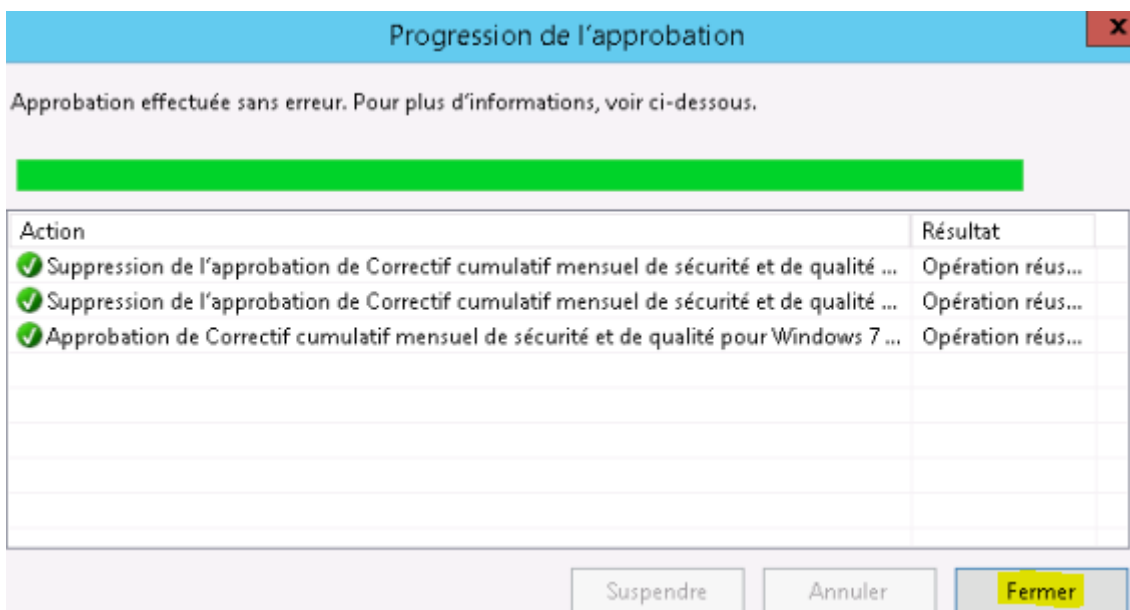 Progression de l'approbation
x
Approbation effectuée sans erreur. Pour plus d'informations, voir ci-dessous.
Action Résultat
Suppression de l'approbation de Correctif cumulatif mensuel de sécurité et de qualité ... Opération réus...
Suppression de l'approbation de Correctif cumulatif mensuel de sécurité et de qualité ... Opération réus...
Approbation de Correctif cumulatif mensuel de sécurité et de qualité pour Windows 7 ... Opération réus...
Suspendre Annuler Fermer